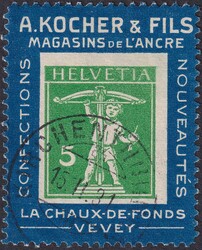 A. KOCHER & FILS
MAGASINS DE L'ANCRE
CONFECTIONS
HELVETIA
5
NOUVEAUTÉS
LA CHAUX-DE-FONDS
VEVEY